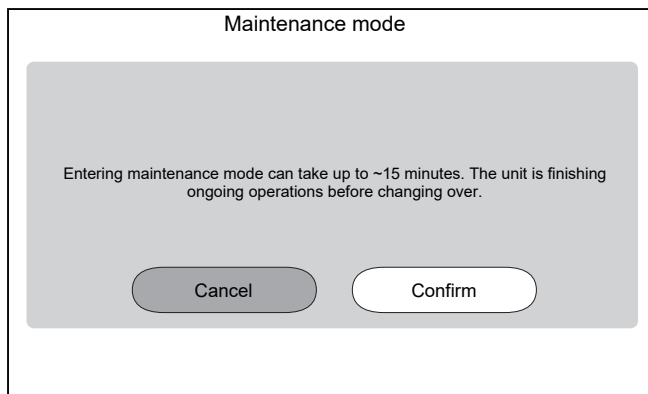 Maintenance mode
Entering maintenance mode can take up to ~15 minutes. The unit is finishing
ongoing operations before changing over.
Cancel
Confirm